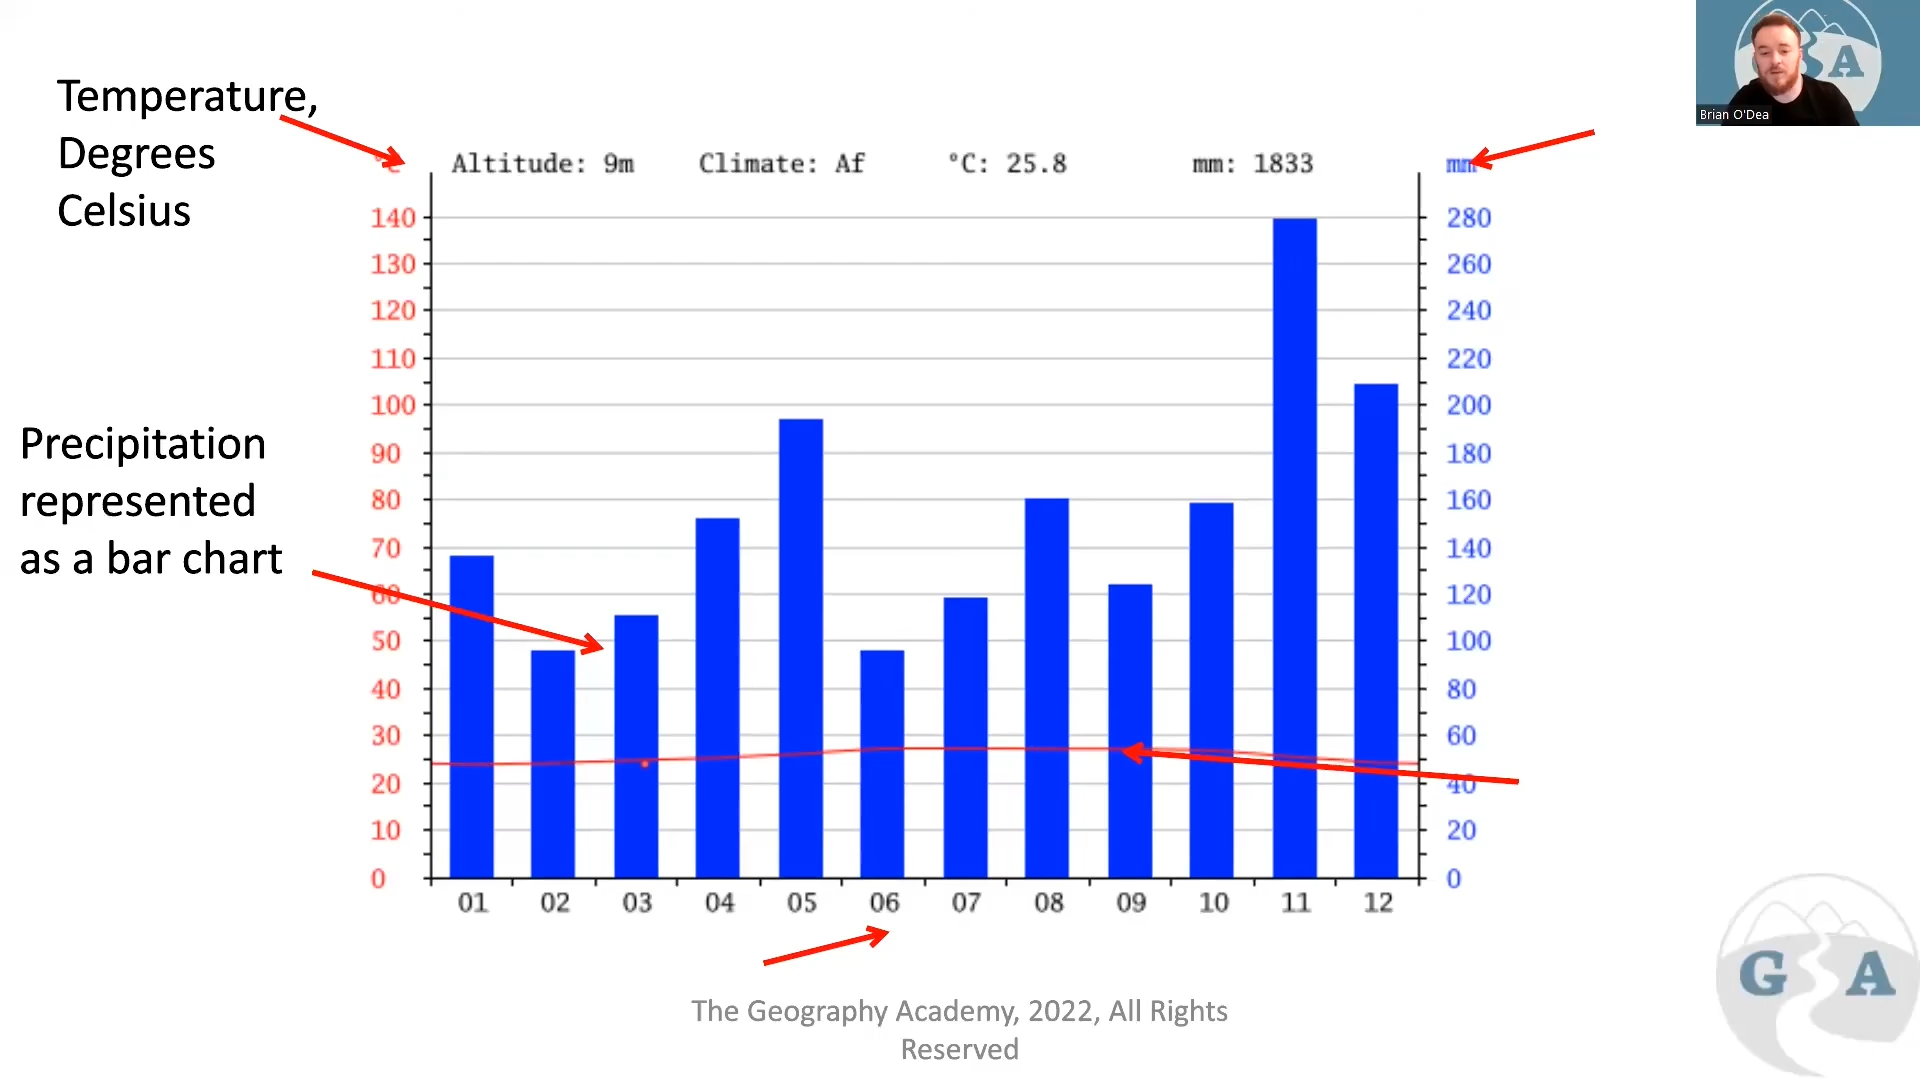 Brian O'Dea
Temperature,
Degrees
Celsius
Altitude: 9m Climate: Af °C: 25.8 mm: 1833
mm
140
130
120
110
100
90
80
70
60
50
40
30
20
10
0
280
260
240
220
200
180
160
140
120
100
80
60
40
20
0
Precipitation
represented
as a bar chart
01 02 03 04 05 06 07 08 09 10 11 12
The Geography Academy, 2022, All Rights
Reserved
G A
A